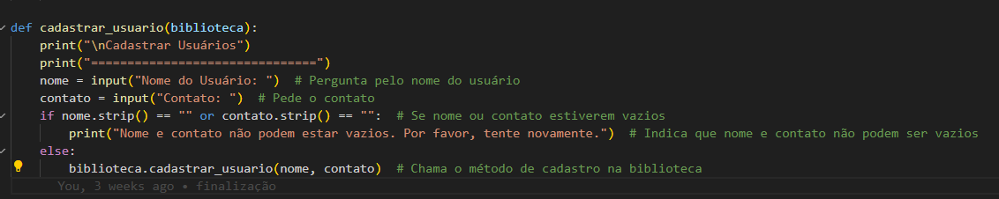 def cadastrar_usuario(biblioteca):
    print("\nCadastrar Usuários")
    print("===============================")
    nome = input("Nome do Usuário: ")  # Pergunta pelo nome do usuário
    contato = input("Contato: ")  # Pede o contato
    if nome.strip() == "" or contato.strip() == "":  # Se nome ou contato estiverem vazios
        print("Nome e contato não podem estar vazios. Por favor, tente novamente.")  # Indica que nome e contato não podem ser vazios
    else:
        biblioteca.cadastrar_usuario(nome, contato)  # Chama o método de cadastro na biblioteca
You, 3 weeks ago • finalização